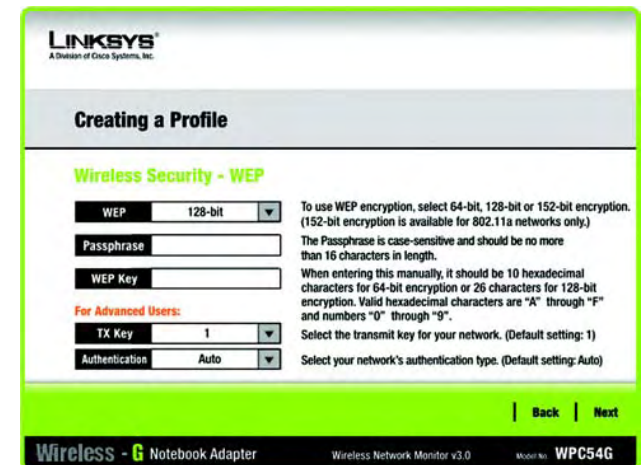 LINKSYS®
A Division of Cisco Systems, Inc.
Creating a Profile
Wireless Security - WEP
WEP 128-bit
To use WEP encryption, select 64-bit, 128-bit or 152-bit encryption.
(152-bit encryption is available for 802.11a networks only.)
Passphrase
The Passphrase is case-sensitive and should be no more
than 16 characters in length.
WEP Key
When entering this manually, it should be 10 hexadecimal
characters for 64-bit encryption or 26 characters for 128-bit
encryption. Valid hexadecimal characters are "A" through "F"
and numbers "0" through "9".
For Advanced Users:
TX Key 1
Select the transmit key for your network. (Default setting: 1)
Authentication Auto
Select your network's authentication type. (Default setting: Auto)
Back Next
Wireless - G Notebook Adapter Wireless Network Monitor v3.0 Model No. WPC54G